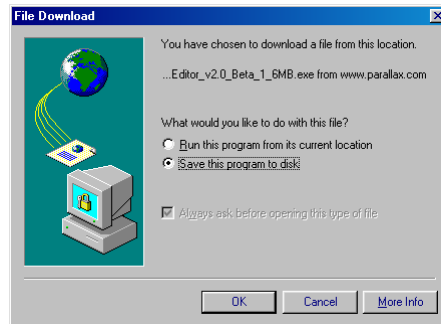 File Download
You have chosen to download a file from this location.
...Editor_v2.0_Beta_1_6MB.exe from www.parallax.com
What would you like to do with this file?
Run this program from its current location
Save this program to disk
Always ask before opening this type of file
OK Cancel More Info